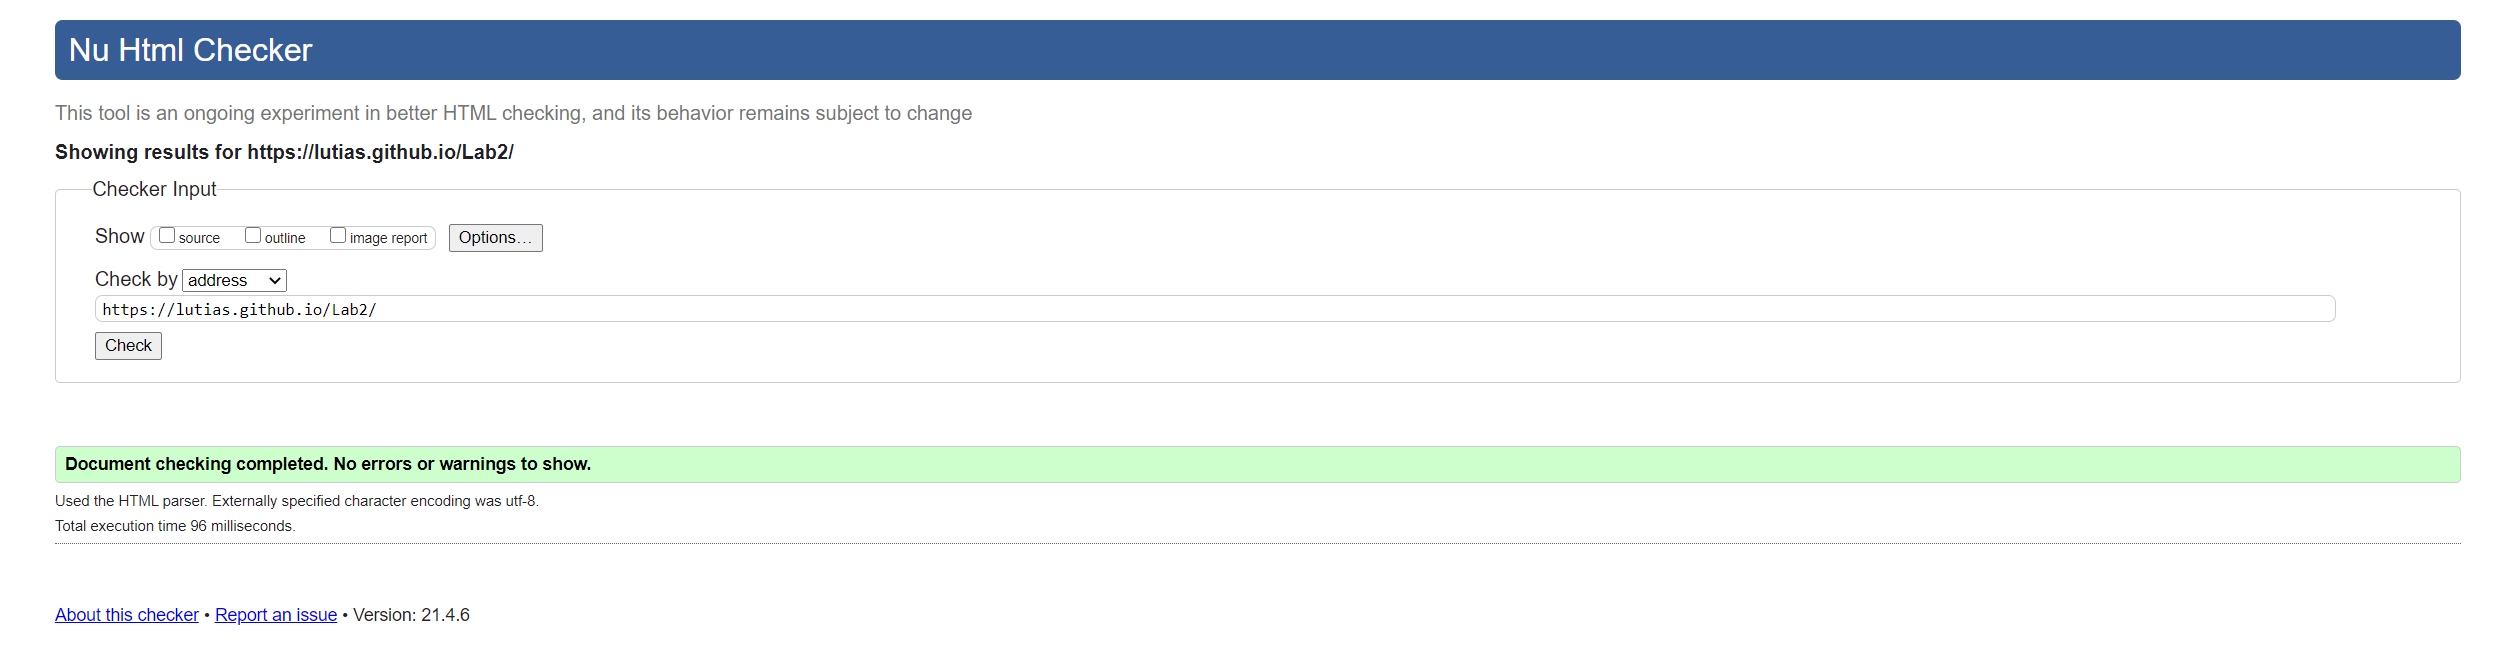 Nu Html Checker
This tool is an ongoing experiment in better HTML checking, and its behavior remains subject to change
Showing results for https://lutias.github.io/Lab2/
Checker Input
Show source outline image report Options...
Check by address
https://lutias.github.io/Lab2/
Check
Document checking completed. No errors or warnings to show.
Used the HTML parser. Externally specified character encoding was utf-8.
Total execution time 96 milliseconds.
About this checker • Report an issue • Version: 21.4.6